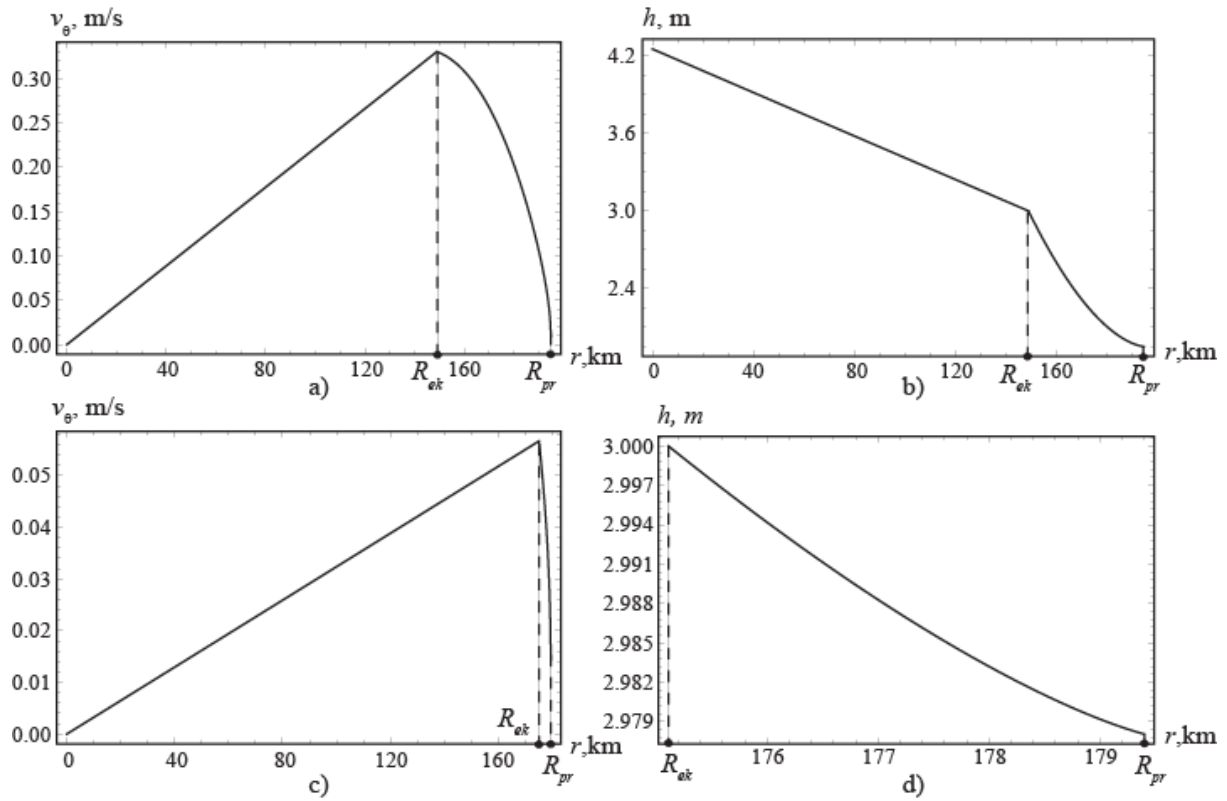 v_θ, m/s
0.30
0.25
0.20
0.15
0.10
0.05
0.00
0 40 80 120 R_ek 160 R_pr r,km
a)
h, m
4.2
3.6
3.0
2.4
0 40 80 120 R_ek 160 R_pr r,km
b)
v_θ, m/s
0.05
0.04
0.03
0.02
0.01
0.00
R_ek
0 40 80 120 160 R_pr r,km
c)
h, m
3.000
2.997
2.994
2.991
2.988
2.985
2.982
2.979
R_ek 176 177 178 179 R_pr r,km
d)